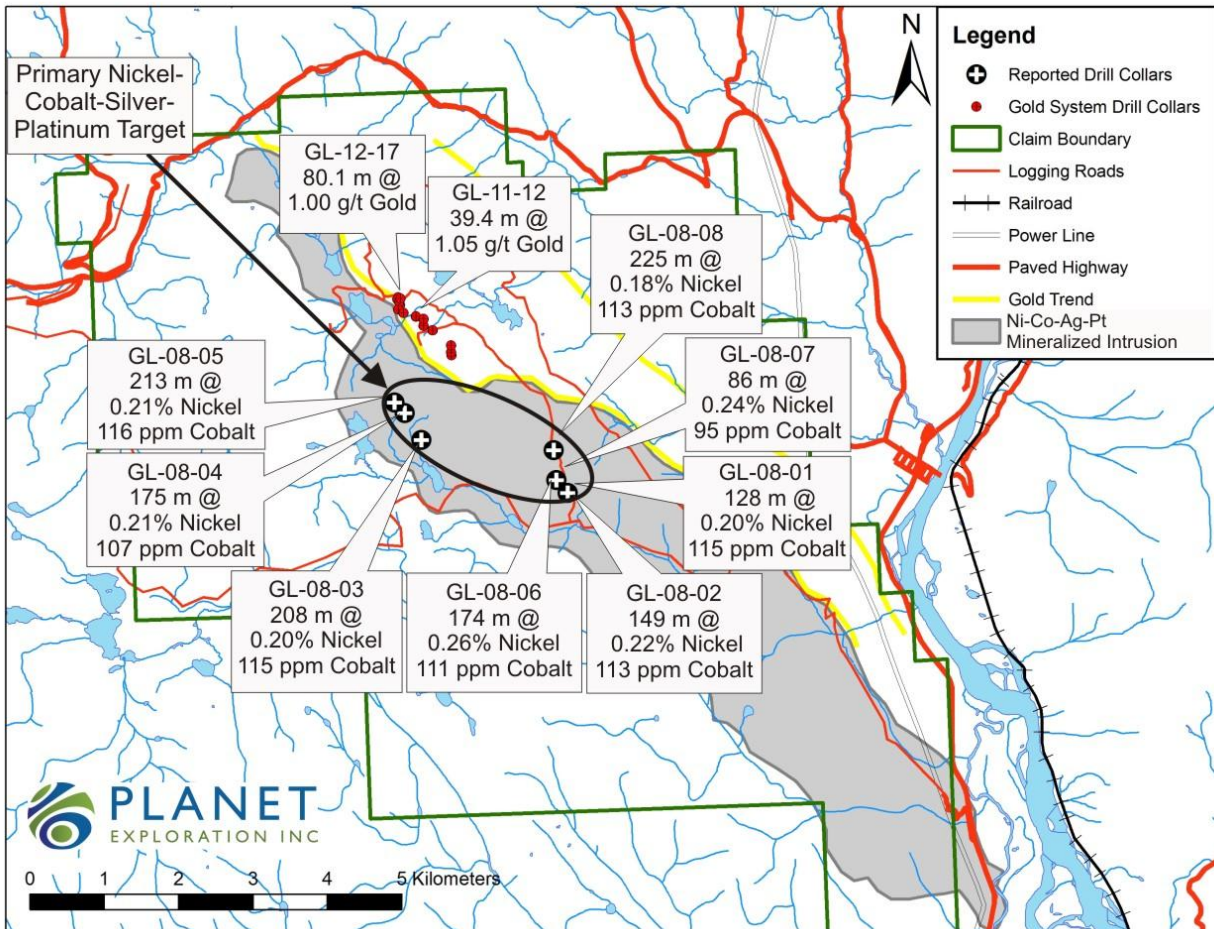 N
Primary Nickel-
Cobalt-Silver-
Platinum Target
GL-12-17
80.1 m @
1.00 g/t Gold
GL-11-12
39.4 m @
1.05 g/t Gold
GL-08-08
225 m @
0.18% Nickel
113 ppm Cobalt
Legend
Reported Drill Collars
Gold System Drill Collars
Claim Boundary
Logging Roads
Railroad
Power Line
Paved Highway
Gold Trend
Ni-Co-Ag-Pt
Mineralized Intrusion
GL-08-05
213 m @
0.21% Nickel
116 ppm Cobalt
GL-08-07
86 m @
0.24% Nickel
95 ppm Cobalt
GL-08-04
175 m @
0.21% Nickel
107 ppm Cobalt
GL-08-01
128 m @
0.20% Nickel
115 ppm Cobalt
GL-08-03
208 m @
0.20% Nickel
115 ppm Cobalt
GL-08-06
174 m @
0.26% Nickel
111 ppm Cobalt
GL-08-02
149 m @
0.22% Nickel
113 ppm Cobalt
PLANET
EXPLORATION INC
0 1 2 3 4 5 Kilometers